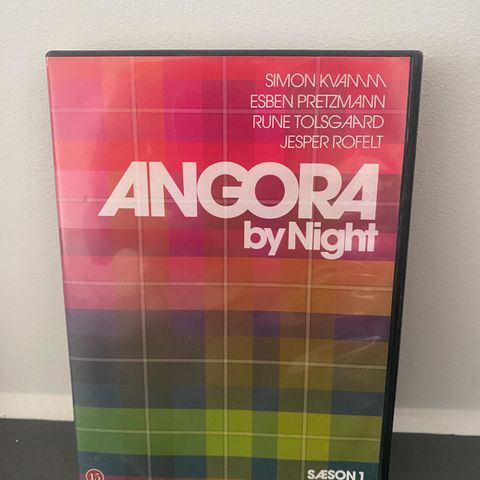 SIMON KVAMM
ESBEN PRETZMANN
RUNE TOLSGAARD
JESPER ROFELT
ANGORA
by Night
15
SÆSON 1